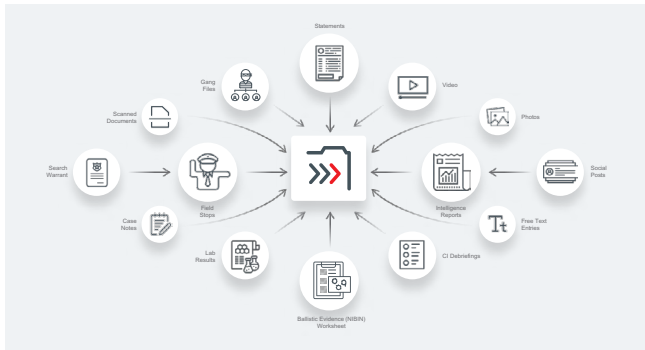 Statements
Gang
Files
Video
Scanned
Documents
Photos
Search
Warrant
Field
Stops
Intelligence
Reports
Social
Posts
Case
Notes
Tt
Free Text
Entries
Lab
Results
CI Debriefings
Ballistic Evidence (NIBIN)
Worksheet